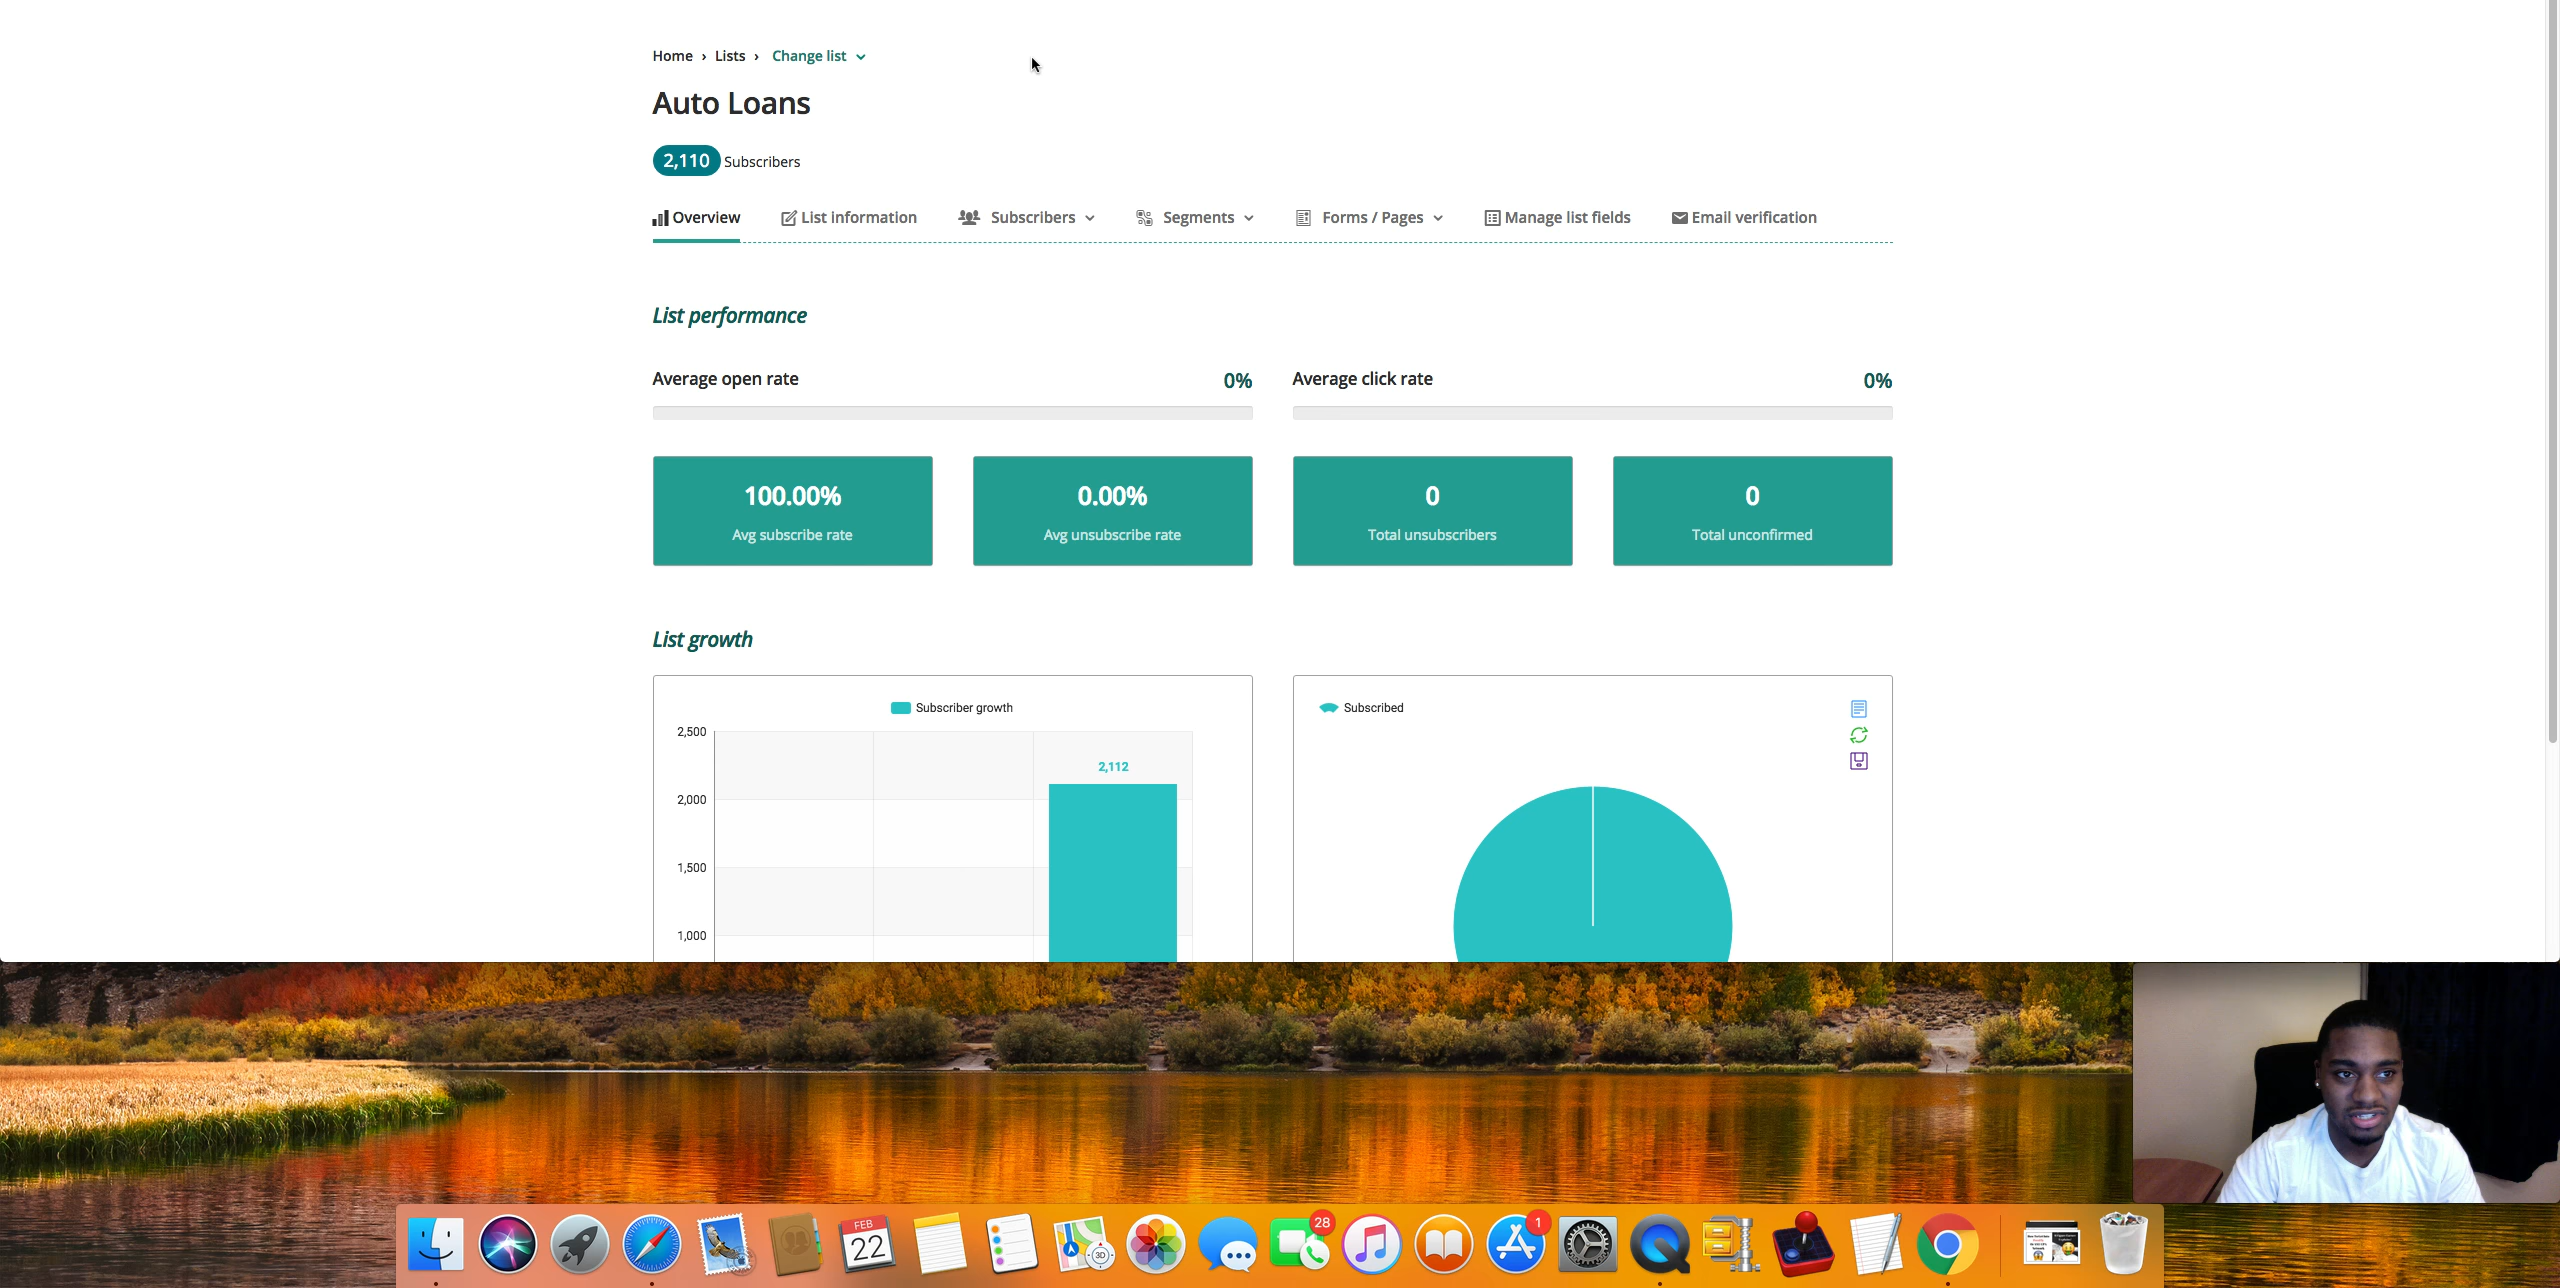 Home › Lists › Change list
Auto Loans
2,110 Subscribers
Overview List information Subscribers Segments Forms / Pages Manage list fields Email verification
List performance
Average open rate 0% Average click rate 0%
100.00% 0.00% 0 0
Avg subscribe rate Avg unsubscribe rate Total unsubscribers Total unconfirmed
List growth
Subscriber growth Subscribed
2,500
2,112
2,000
1,500
1,000
FEB
22
3D
28
1